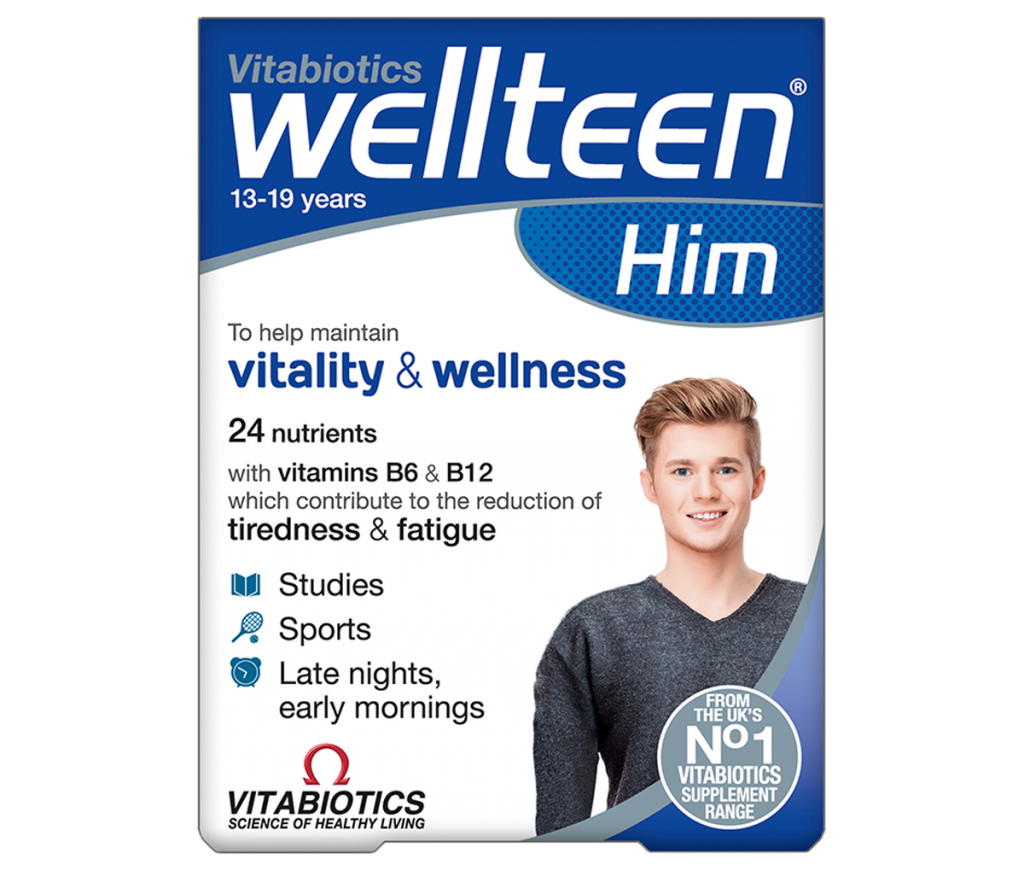 Vitabiotics
wellteen®
13-19 years
Him
To help maintain
vitality & wellness
24 nutrients
with vitamins B6 & B12
which contribute to the reduction of
tiredness & fatigue
Studies
Sports
Late nights,
early mornings
VITABIOTICS
SCIENCE OF HEALTHY LIVING
FROM
THE UK'S
Nº1
VITABIOTICS
SUPPLEMENT
RANGE